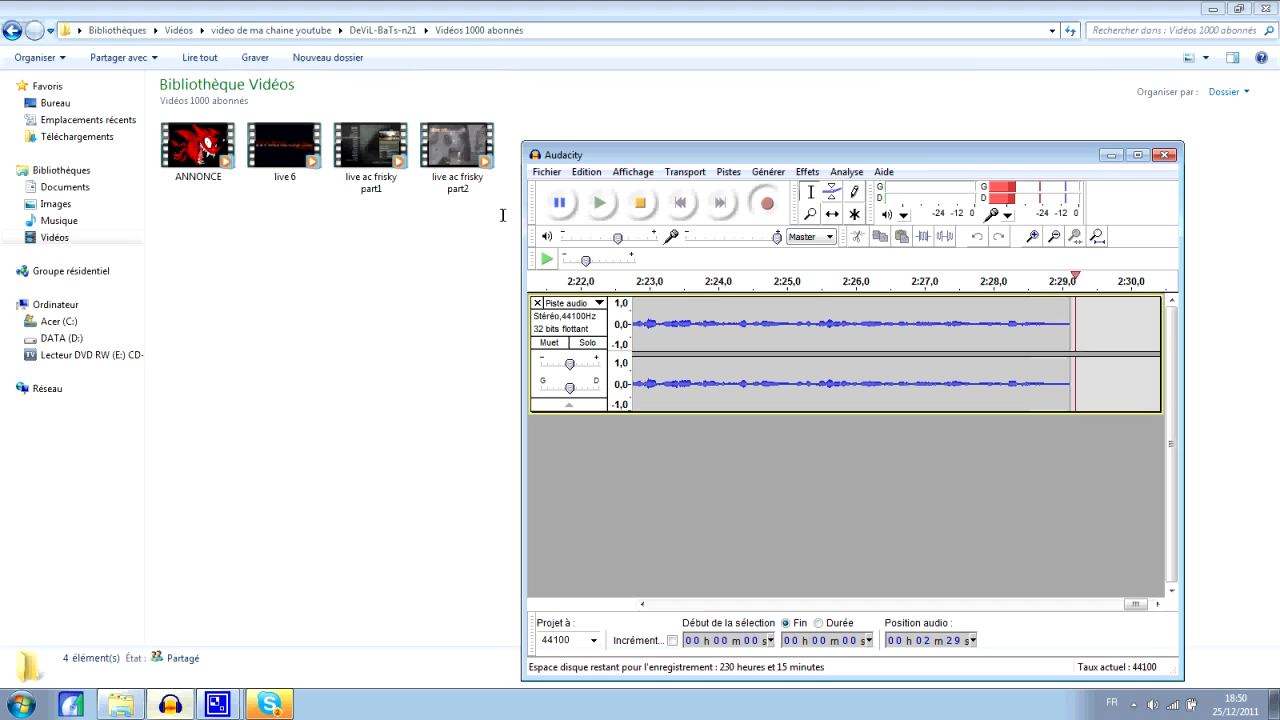 Bibliothèques Vidéos video de ma chaine youtube DeViL-BaTs-n21 Vidéos 1000 abonnés
Rechercher dans : Vidéos 1000 abonnés
Organiser Partager avec Lire tout Graver Nouveau dossier
Favoris
Bureau
Emplacements récents
Téléchargements
Bibliothèques
Documents
Images
Musique
Vidéos
Groupe résidentiel
Ordinateur
Acer (C:)
DATA (D:)
Lecteur DVD RW (E:) CD-
Réseau
Bibliothèque Vidéos
Vidéos 1000 abonnés
Organiser par : Dossier
ANNONCE
live 6
live ac frisky
part1
live ac frisky
part2
Audacity
Fichier Edition Affichage Transport Pistes Générer Effets Analyse Aide
G
D
-24 -12 0
G
D
-24 -12 0
Master
2:22,0 2:23,0 2:24,0 2:25,0 2:26,0 2:27,0 2:28,0 2:29,0 2:30,0
Piste audio
Stéréo,44100Hz
32 bits flottant
Muet Solo
G D
1,0
0,0
-1,0
1,0
0,0
-1,0
Projet à :
44100
Incrément...
Début de la sélection
00 h 00 m 00 s
Fin Durée
00 h 00 m 00 s
Position audio :
00 h 02 m 29 s
Espace disque restant pour l'enregistrement : 230 heures et 15 minutes
Taux actuel : 44100
4 élément(s) État : Partagé
FR
18:50
25/12/2011